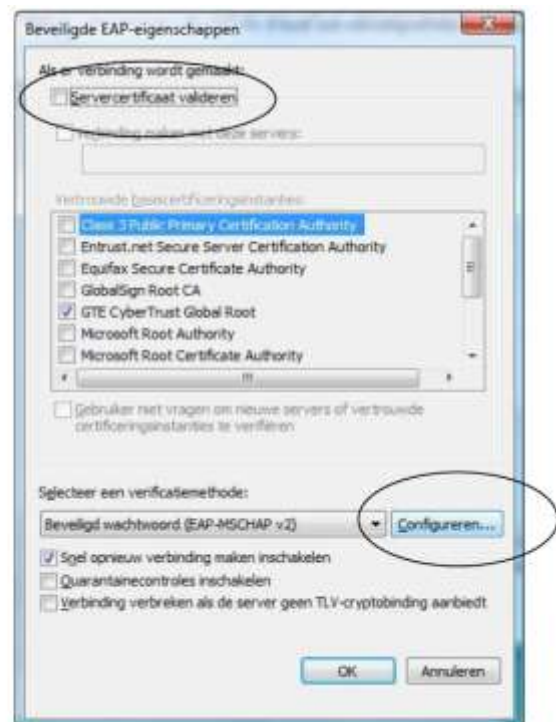 Beveiligde EAP-eigenschappen
Als er verbinding wordt gemaakt:
Servercertificaat valideren
Verbinding maken met deze servers:
Vertrouwde basiscertificeringsinstanties:
Class 3 Public Primary Certification Authority
Entrust.net Secure Server Certification Authority
Equifax Secure Certificate Authority
GlobalSign Root CA
GTE CyberTrust Global Root
Microsoft Root Authority
Microsoft Root Certificate Authority
Gebruiker niet vragen om nieuwe servers of vertrouwde
certificeringsinstanties te verifiëren
Selecteer een verificatiemethode:
Beveiligd wachtwoord (EAP-MSCHAP v2)
Configureren...
Snel opnieuw verbinding maken inschakelen
Quarantainecontroles inschakelen
Verbinding verbreken als de server geen TLV-cryptobinding aanbiedt
OK
Annuleren